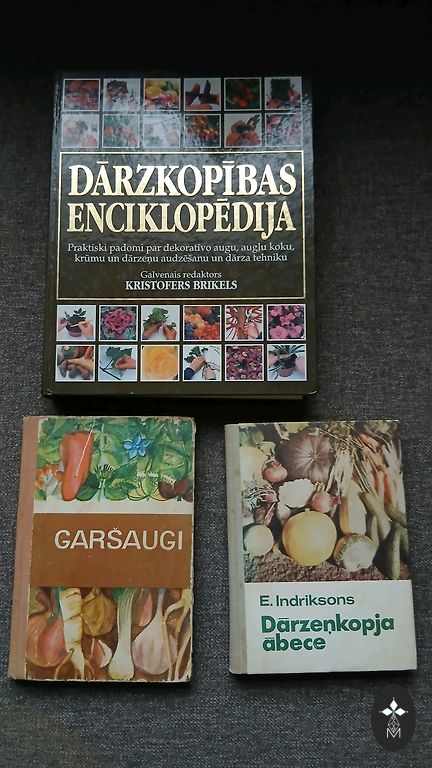 DĀRZKOPĪBAS
ENCIKLOPĒDIJA
Praktiski padomi par dekoratīvo augu, augļu koku,
krūmu un dārzeņu audzēšanu un dārza tehniku
Galvenais redaktors
KRISTOFERS BRIKELS
GARŠAUGI
E. Indriksons
Dārzeņkopja
ābece
M